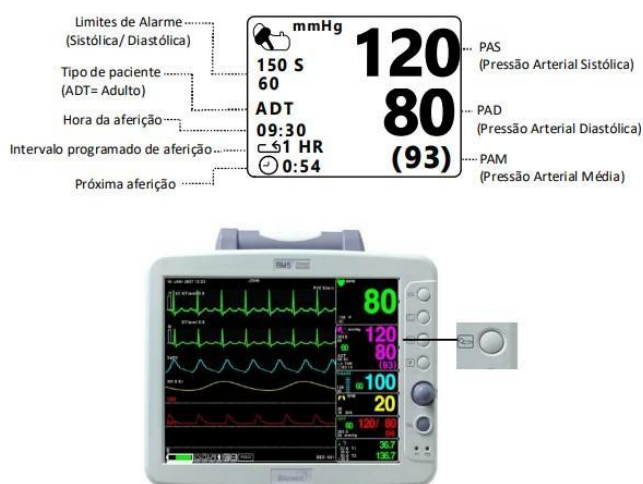 Limites de Alarme
(Sistólica/ Diastólica)
Tipo de paciente
(ADT= Adulto)
Hora da aferição
Intervalo programado de aferição
Próxima aferição
mmHg
150 S
60
ADT
09:30
1 HR
0:54
120
80
(93)
PAS
(Pressão Arterial Sistólica)
PAD
(Pressão Arterial Diastólica)
PAM
(Pressão Arterial Média)
BM5
80
120
80
(93)
100
20
120/ 80
36.7
136.7